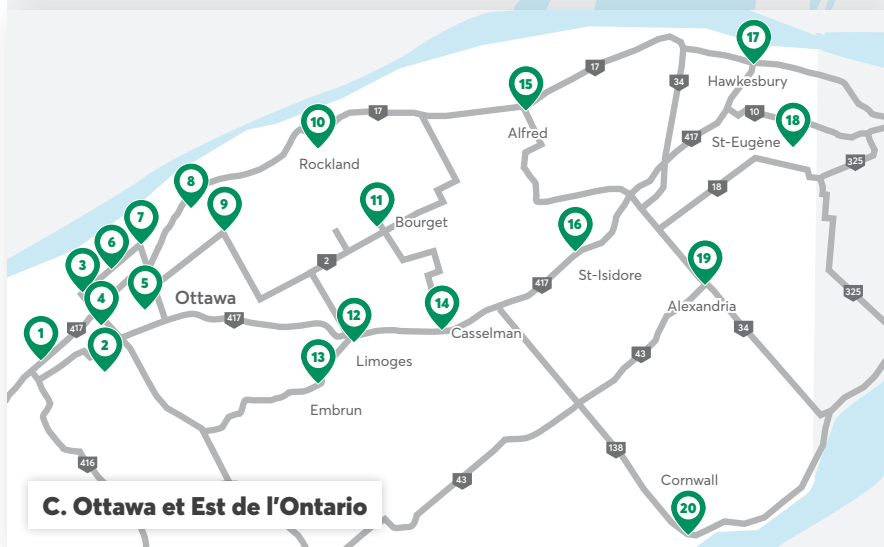 17
17
34
Hawkesbury
15
10
18
10
17
Alfred
417
St-Eugène
Rockland
325
8
18
11
9
7
Bourget
16
6
3
2
19
St-Isidore
5
4
Ottawa
417
325
Alexandria
14
12
417
1
417
34
Casselman
2
13
Limoges
43
Embrun
138
416
43
Cornwall
C. Ottawa et Est de l'Ontario
20